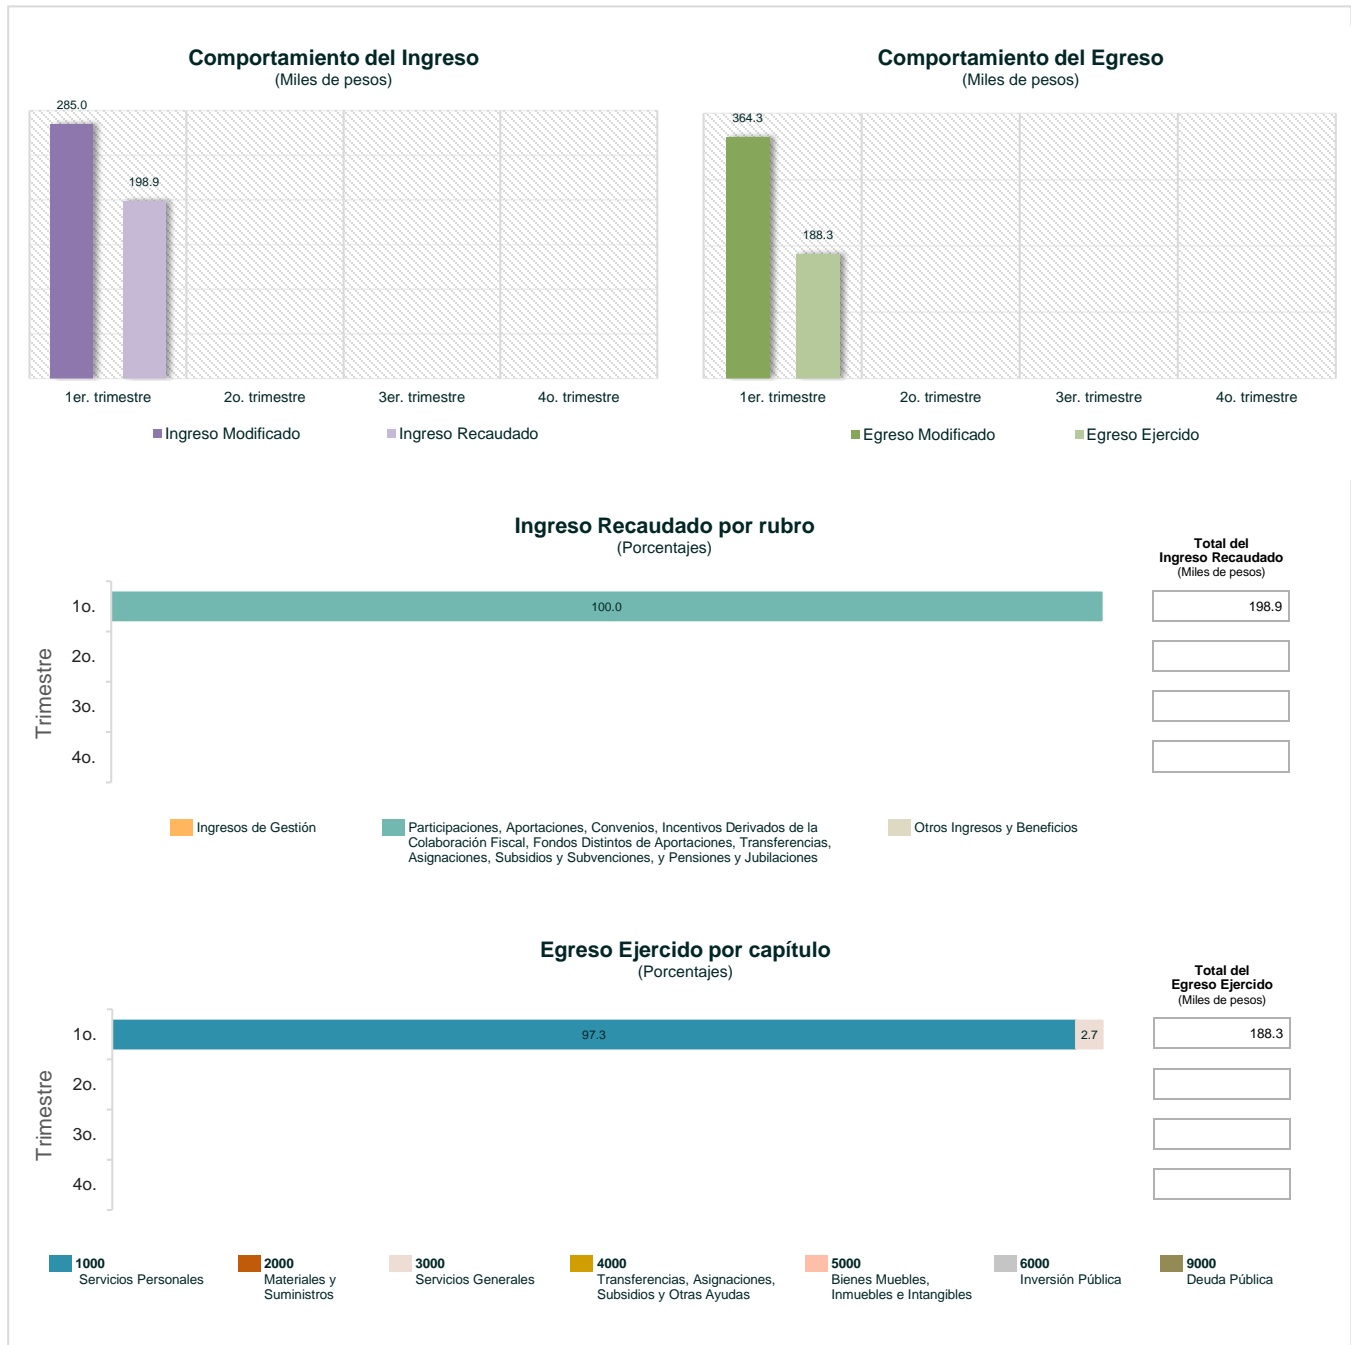 Comportamiento del Ingreso
(Miles de pesos)
285.0
198.9
1er. trimestre 2o. trimestre 3er. trimestre 4o. trimestre
Ingreso Modificado Ingreso Recaudado
Comportamiento del Egreso
(Miles de pesos)
364.3
188.3
1er. trimestre 2o. trimestre 3er. trimestre 4o. trimestre
Egreso Modificado Egreso Ejercido
Ingreso Recaudado por rubro
(Porcentajes)
Total del
Ingreso Recaudado
(Miles de pesos)
Trimestre
1o. 100.0 198.9
2o.
3o.
4o.
Ingresos de Gestión
Participaciones, Aportaciones, Convenios, Incentivos Derivados de la
Colaboración Fiscal, Fondos Distintos de Aportaciones, Transferencias,
Asignaciones, Subsidios y Subvenciones, y Pensiones y Jubilaciones
Otros Ingresos y Beneficios
Egreso Ejercido por capítulo
(Porcentajes)
Total del
Egreso Ejercido
(Miles de pesos)
Trimestre
1o. 97.3 2.7 188.3
2o.
3o.
4o.
1000
Servicios Personales
2000
Materiales y
Suministros
3000
Servicios Generales
4000
Transferencias, Asignaciones,
Subsidios y Otras Ayudas
5000
Bienes Muebles,
Inmuebles e Intangibles
6000
Inversión Pública
9000
Deuda Pública